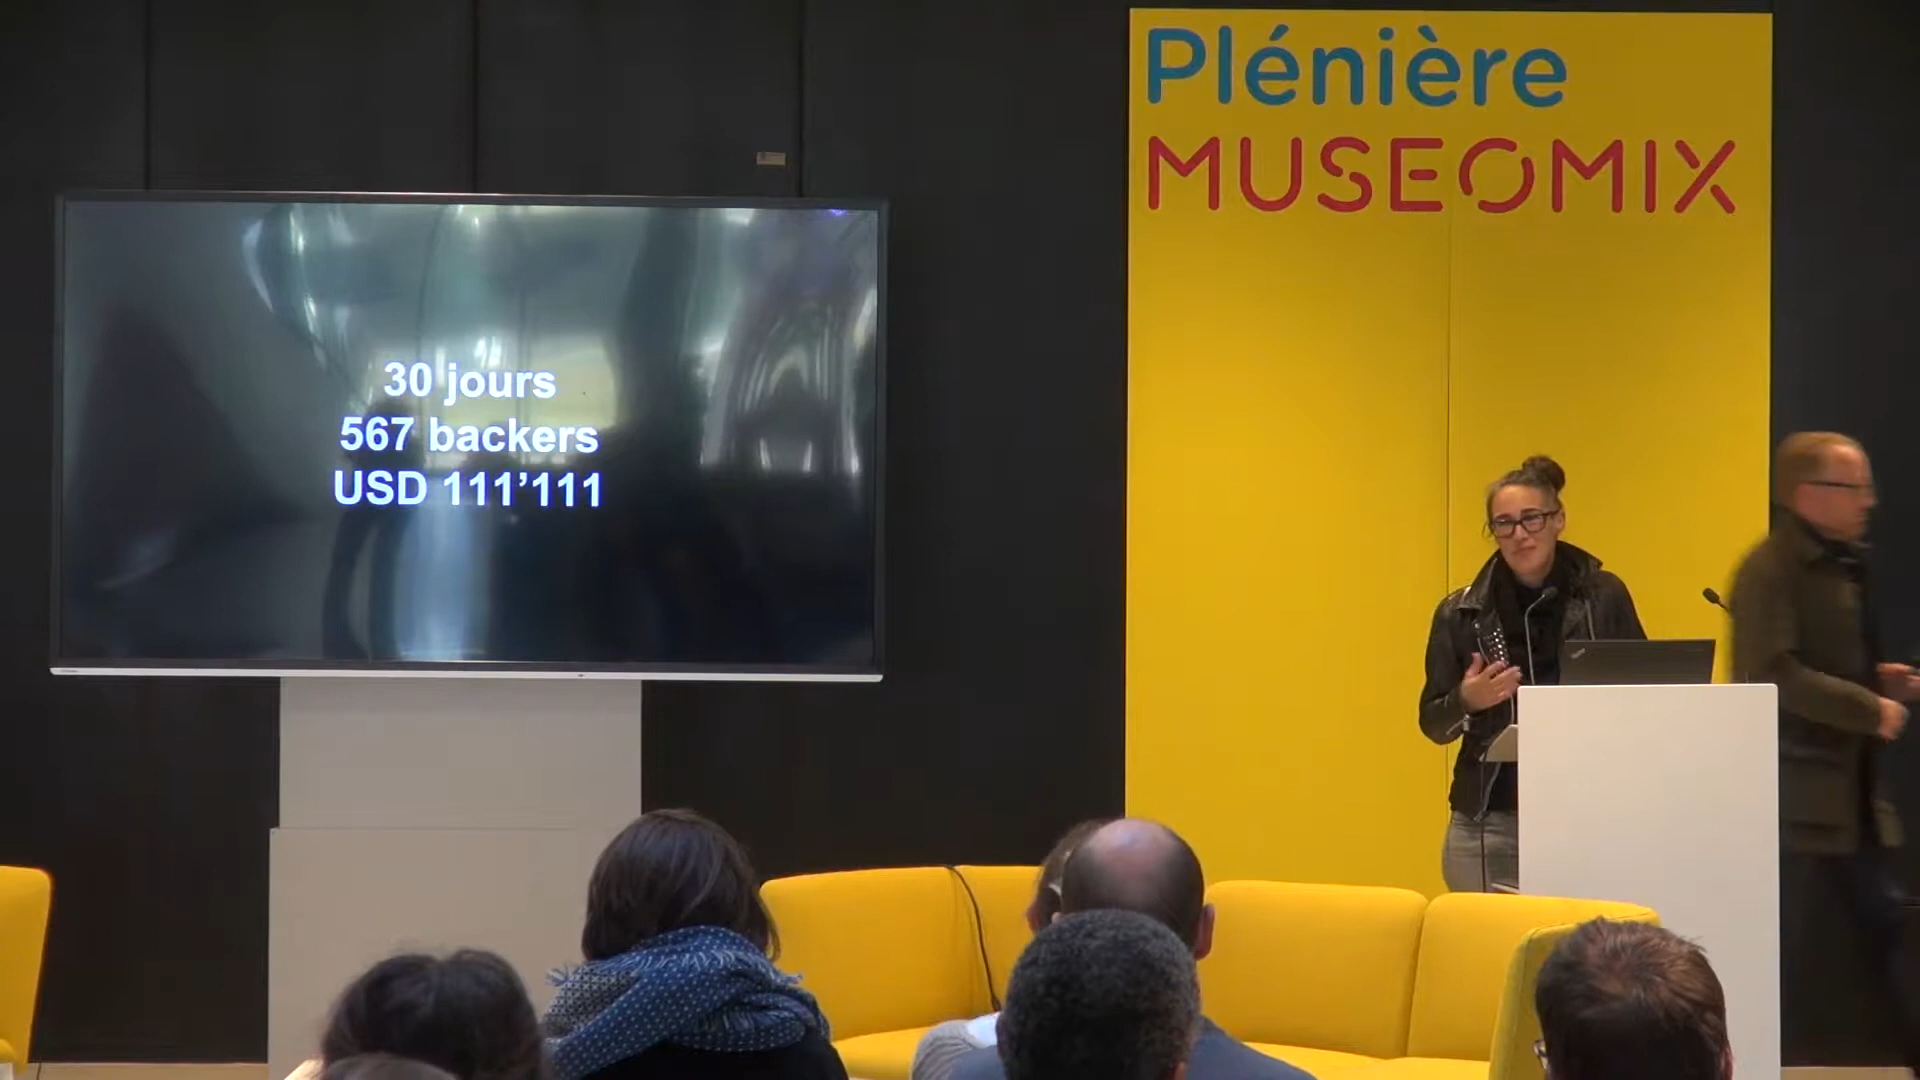 Plénière
MUSEOMIX
30 jours
567 backers
USD 111’111